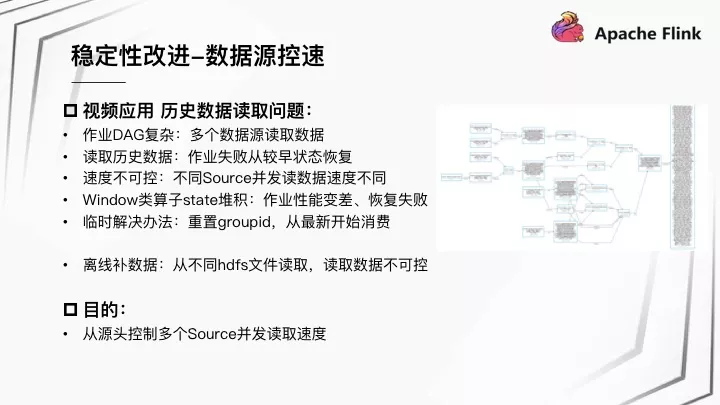 Apache Flink
稳定性改进-数据源控速
视频应用 历史数据读取问题：
• 作业DAG复杂：多个数据源读取数据
• 读取历史数据：作业失败从较早状态恢复
• 速度不可控：不同Source并发读数据速度不同
• Window类算子state堆积：作业性能变差、恢复失败
• 临时解决办法：重置groupid，从最新开始消费
• 离线补数据：从不同hdfs文件读取，读取数据不可控
目的：
• 从源头控制多个Source并发读取速度